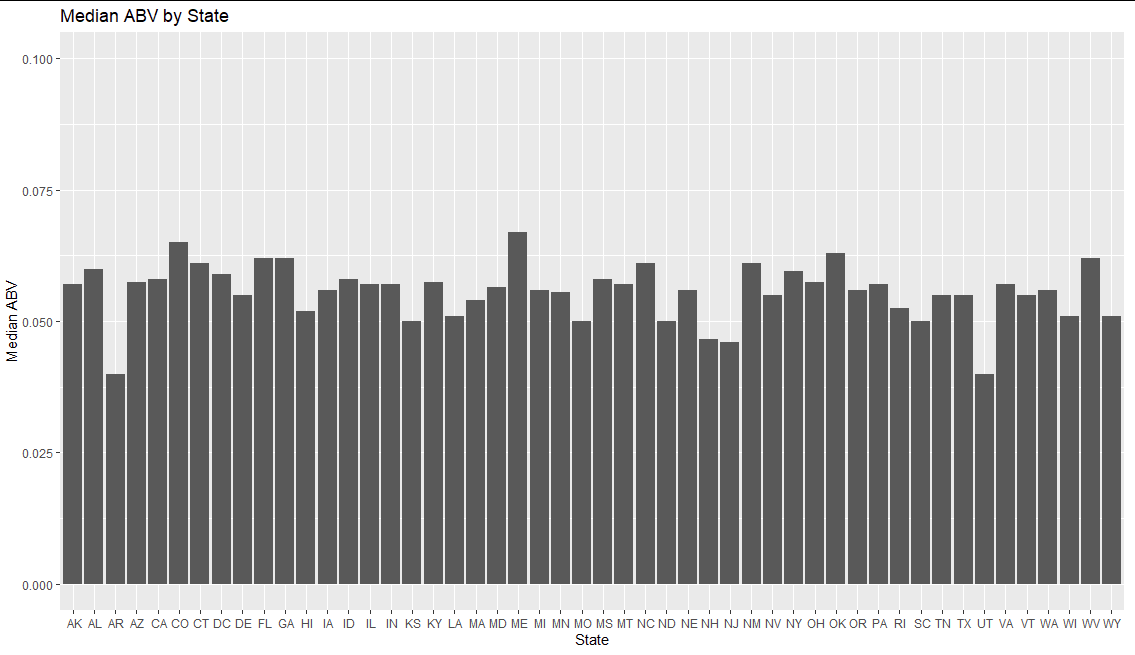 Median ABV by State
0.100
0.075
0.050
0.025
0.000
Median ABV
AK AL AR AZ CA CO CT DC DE FL GA HI IA ID IL IN KS KY LA MA MD ME MI MN MO MS MT NC ND NE NH NJ NM NV NY OH OK OR PA RI SC TN TX UT VA VT WA WI WV WY
State